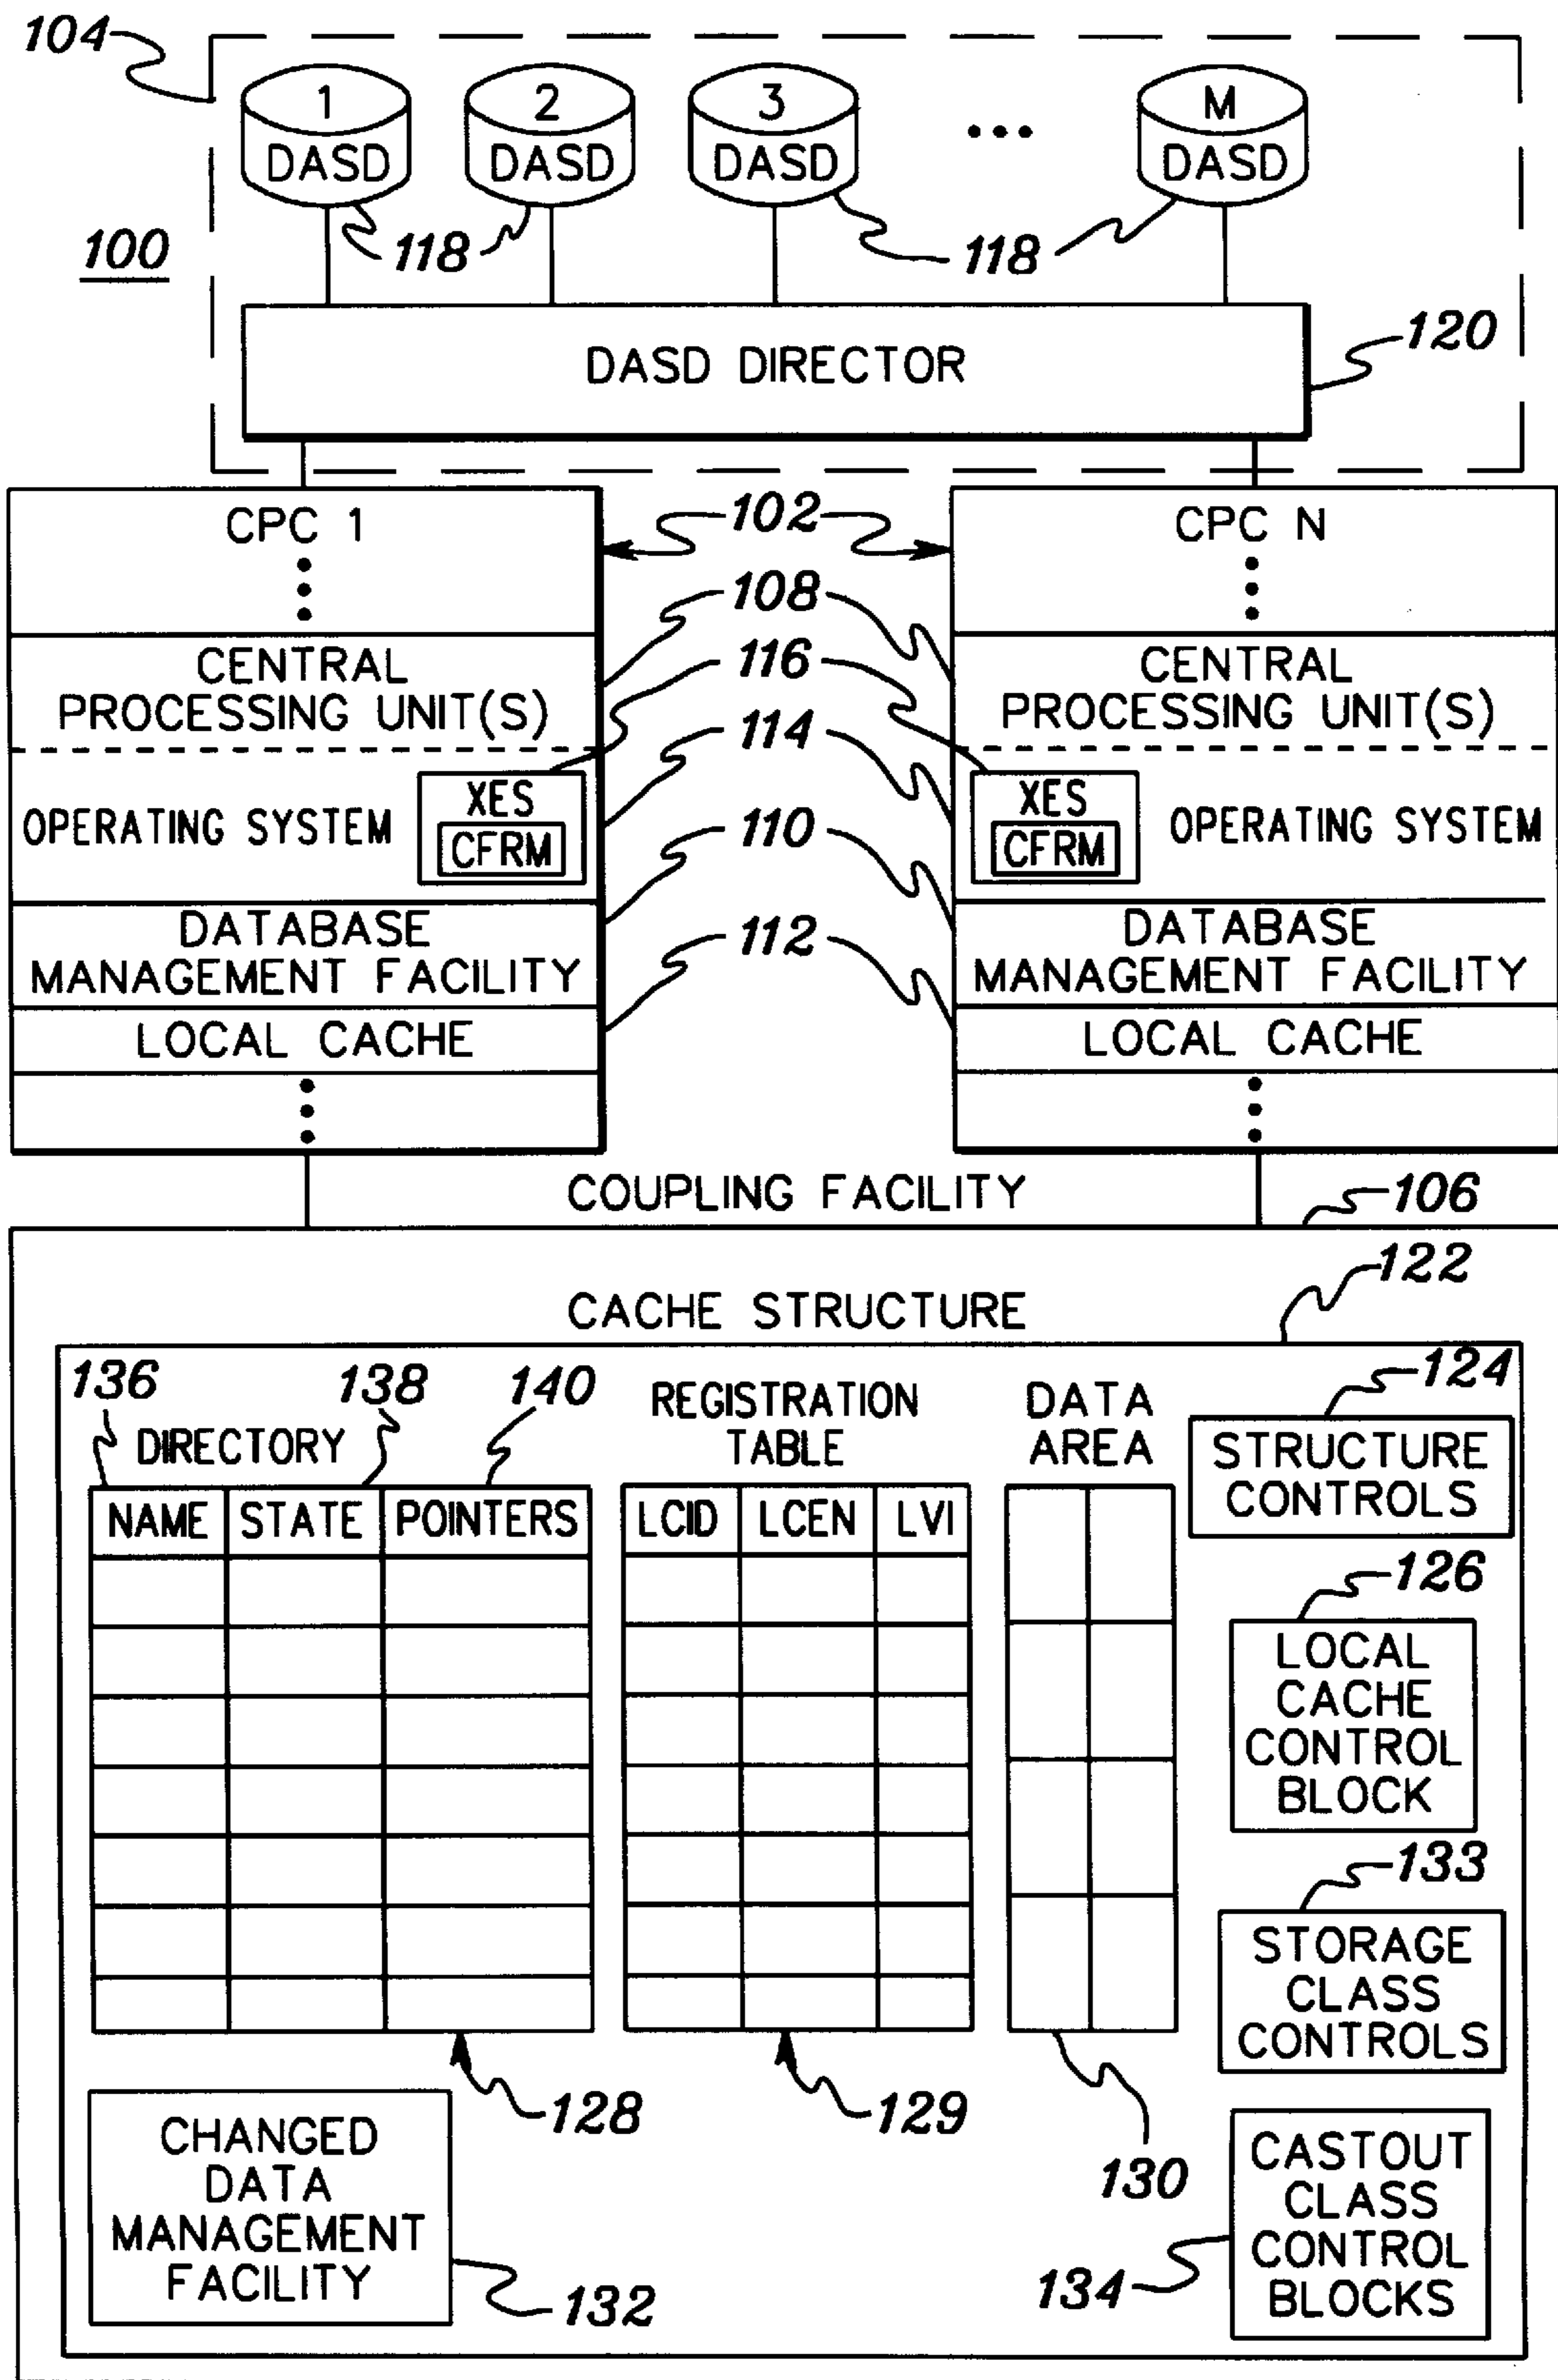 104
1
DASD
2
DASD
3
DASD
M
DASD
100
118
118
DASD DIRECTOR
120
CPC 1
102
CPC N
108
CENTRAL
PROCESSING UNIT(S)
116
CENTRAL
PROCESSING UNIT(S)
114
OPERATING SYSTEM
XES
CFRM
XES
CFRM
OPERATING SYSTEM
110
DATABASE
MANAGEMENT FACILITY
112
DATABASE
MANAGEMENT FACILITY
LOCAL CACHE
LOCAL CACHE
COUPLING FACILITY
106
122
CACHE STRUCTURE
136
138
140
REGISTRATION
TABLE
DATA
AREA
124
DIRECTORY
STRUCTURE
CONTROLS
NAME STATE POINTERS
LCID LCEN LVI
126
LOCAL
CACHE
CONTROL
BLOCK
133
STORAGE
CLASS
CONTROLS
128
129
130
CHANGED
DATA
MANAGEMENT
FACILITY
132
CASTOUT
CLASS
CONTROL
BLOCKS
134